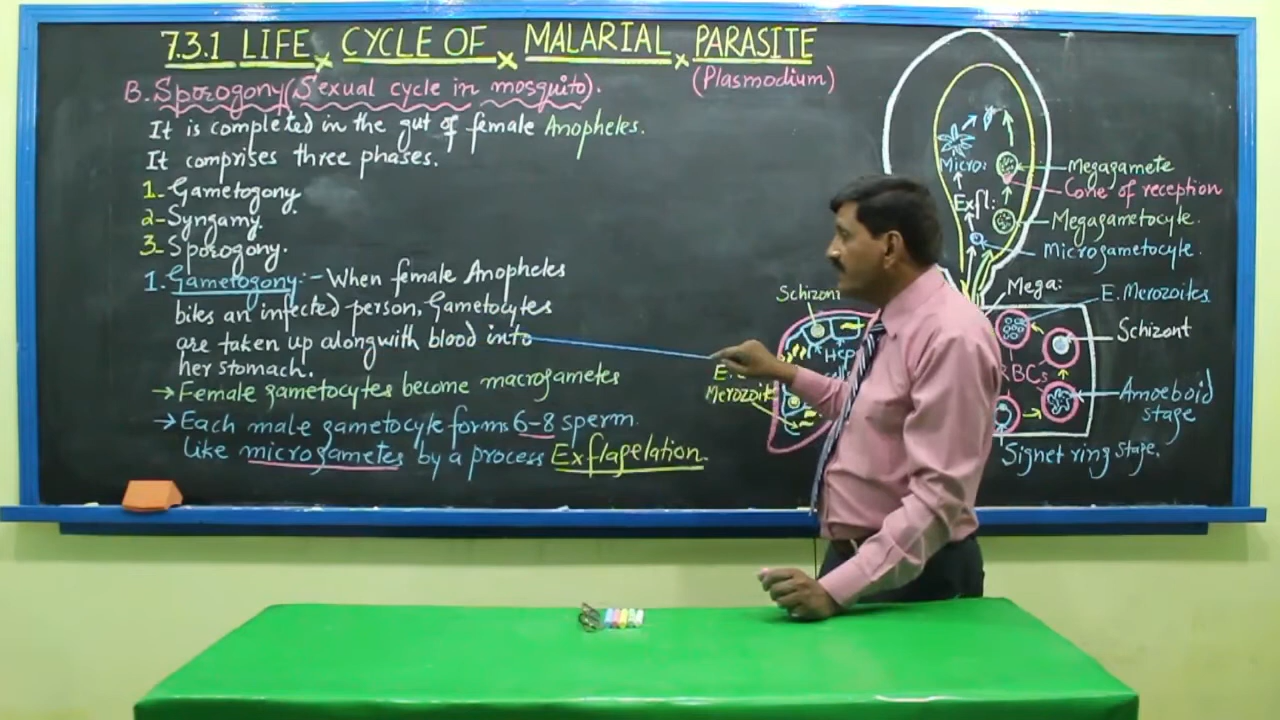 7.3.1 LIFE x CYCLE OF x MALARIAL x PARASITE
(Plasmodium)
B. Sporogony (Sexual cycle in mosquito).
It is completed in the gut of female Anopheles.
It comprises three phases.
1- Gametogony.
2- Syngamy.
3- Sporogony.
1. Gametogony:- When female Anopheles
bites an infected person, Gametocytes
are taken up alongwith blood into
her stomach.
→ Female gametocytes become macrogametes
→ Each male gametocyte forms 6-8 sperm
like microgametes by a process Exflagelation.
Micro:
Exfl:
Megagamete
Cone of reception
Megagametocyte.
Microgametocyte.
Mega:
E. Merozoites
Schizont
RBCs
Amoeboid
stage
Signet ring stage.
Schizon
E.
Merozoit